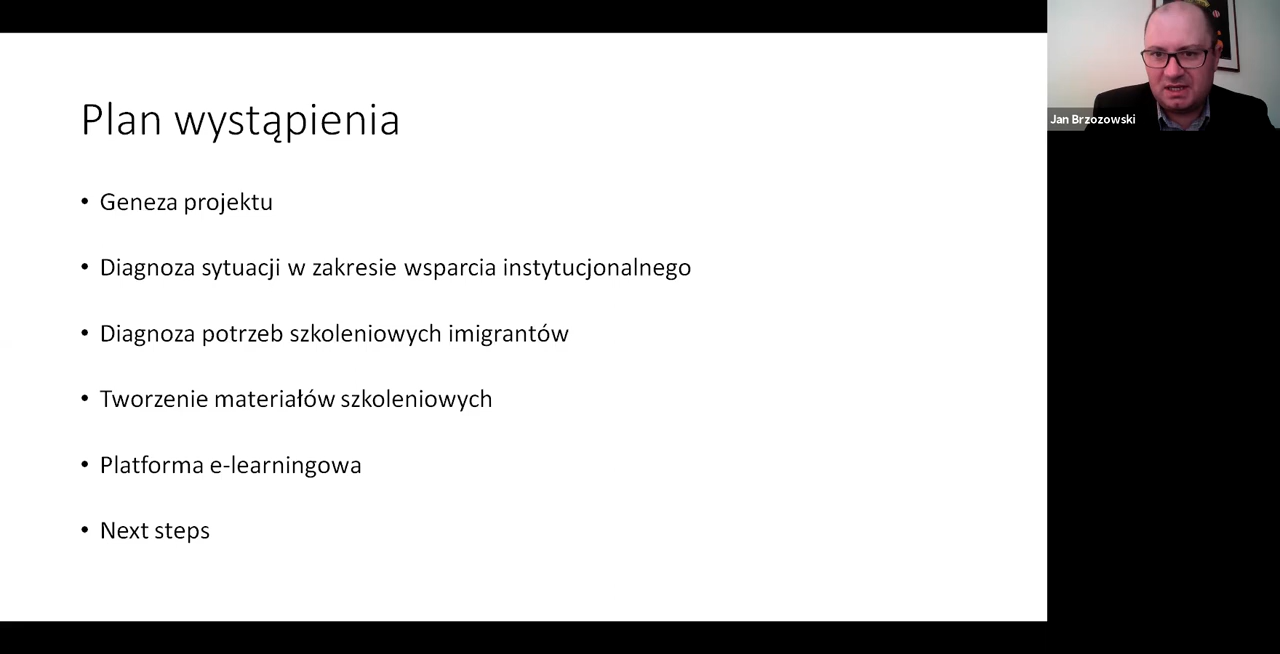 Plan wystąpienia
• Geneza projektu
• Diagnoza sytuacji w zakresie wsparcia instytucjonalnego
• Diagnoza potrzeb szkoleniowych imigrantów
• Tworzenie materiałów szkoleniowych
• Platforma e-learningowa
• Next steps
Jan Brzozowski